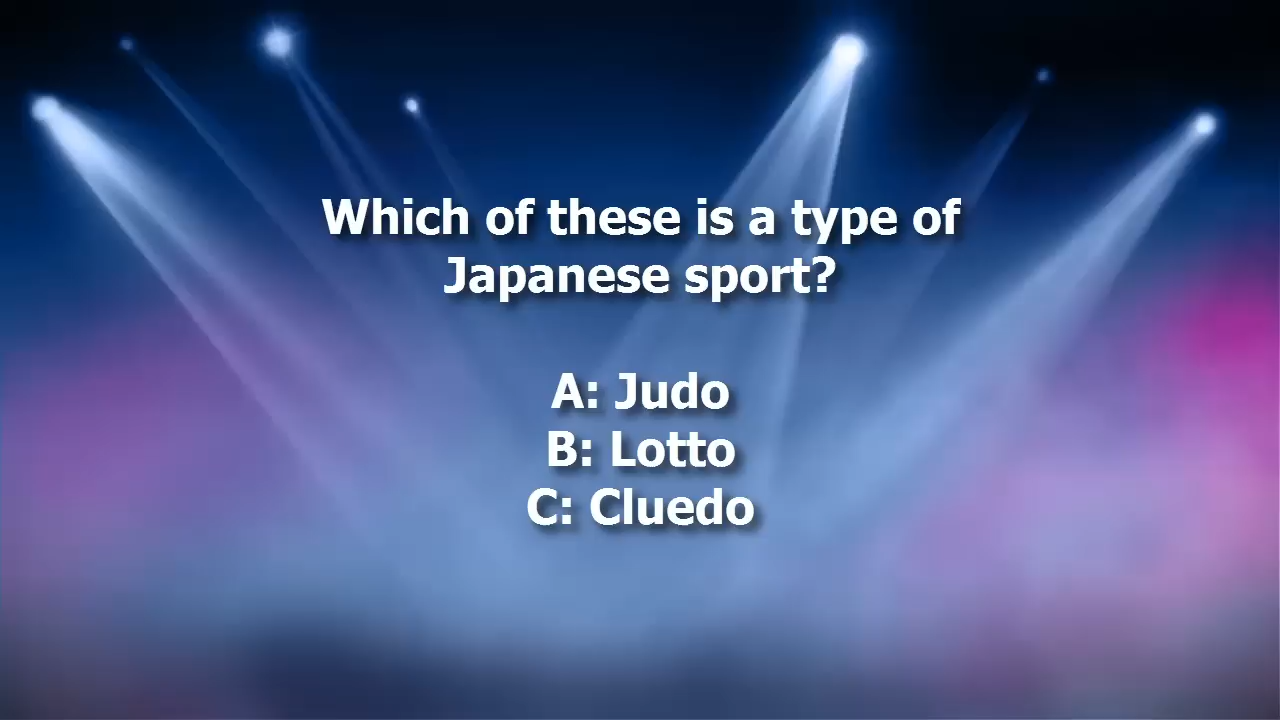 Which of these is a type of
Japanese sport?
A: Judo
B: Lotto
C: Cluedo